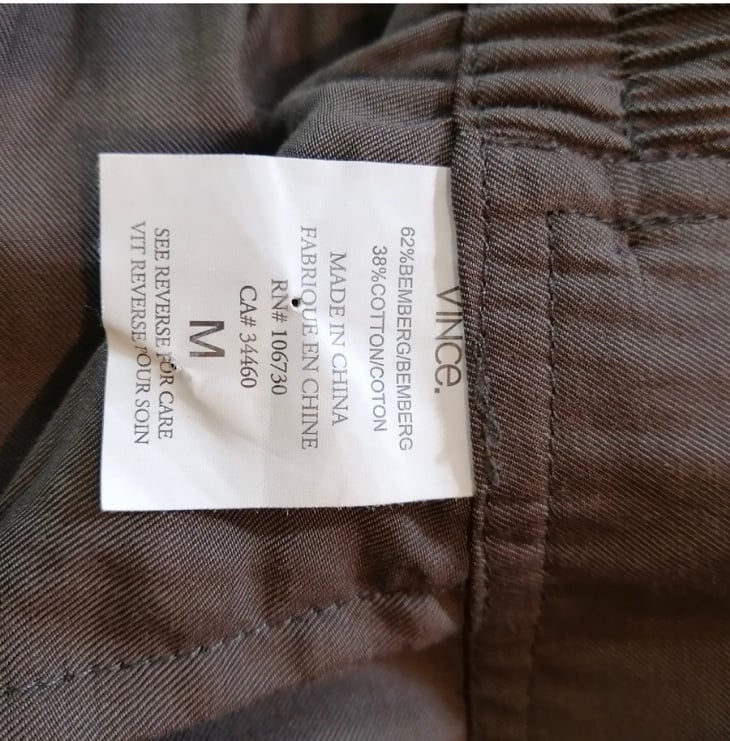 VINCE.
62%BEMBERG/BEMBERG
38%COTTON/COTON
MADE IN CHINA
FABRIQUE EN CHINE
RN# 106730
CA# 34460
M
SEE REVERSE FOR CARE
VIT REVERSE POUR SOIN